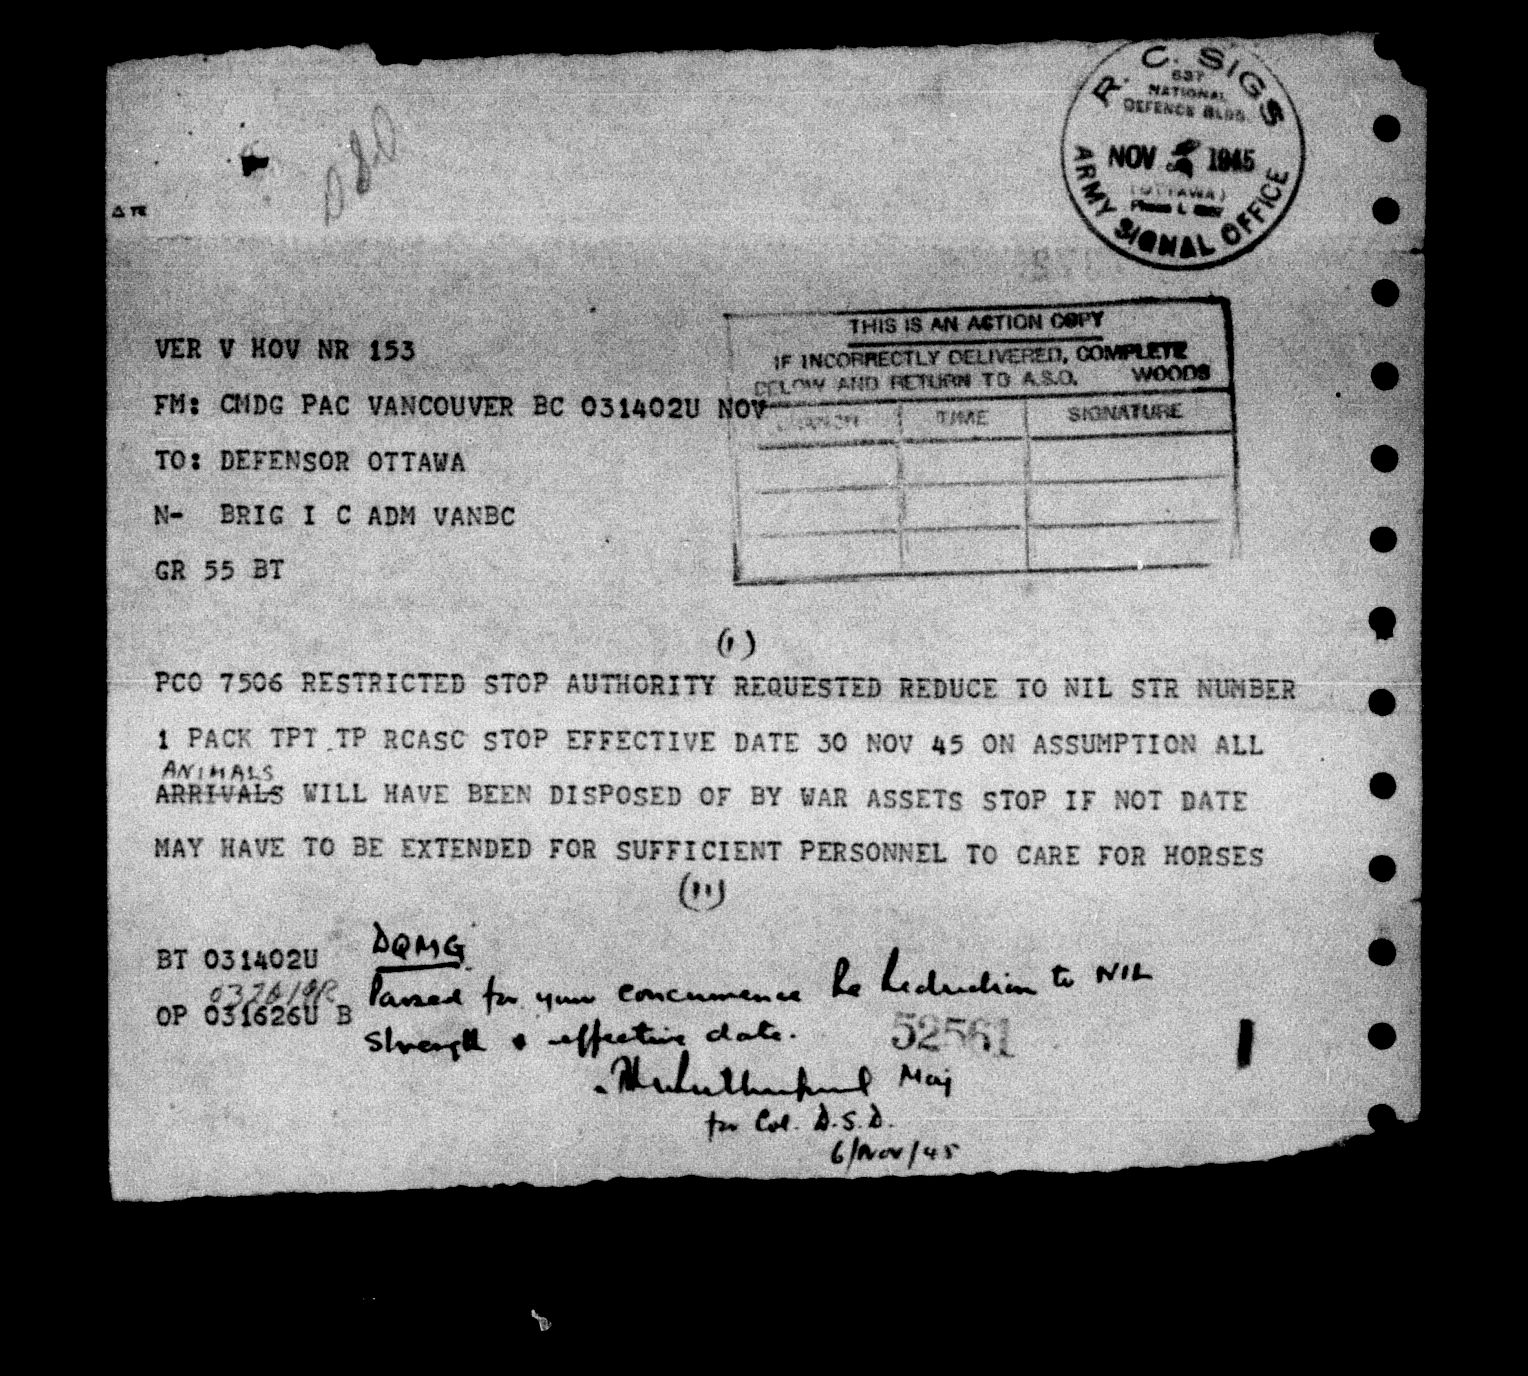 R. C. SIGS
637
NATIONAL
DEFENCE BLDG.
NOV 1945
(OTTAWA)
ARMY SIGNAL OFFICE
DSD
VER V HOV NR 153
THIS IS AN ACTION COPY
IF INCORRECTLY DELIVERED, COMPLETE
BELOW AND RETURN TO A.S.O. WOODS
FM: CMDG PAC VANCOUVER BC 031402U NOV
BRANCH TIME SIGNATURE
TO: DEFENSOR OTTAWA
N- BRIG I C ADM VANBC
GR 55 BT
(I)
PCO 7506 RESTRICTED STOP AUTHORITY REQUESTED REDUCE TO NIL STR NUMBER
1 PACK TPT TP RCASC STOP EFFECTIVE DATE 30 NOV 45 ON ASSUMPTION ALL
ANIMALS
ARRIVALS WILL HAVE BEEN DISPOSED OF BY WAR ASSETS STOP IF NOT DATE
MAY HAVE TO BE EXTENDED FOR SUFFICIENT PERSONNEL TO CARE FOR HORSES
(II)
BT 031402U
OP 031626U B
DQMG
Passed for your concurrence Re Reduction to NIL
strength & effective date.
52561
Maj
for Col. D.S.D.
6/Nov/45